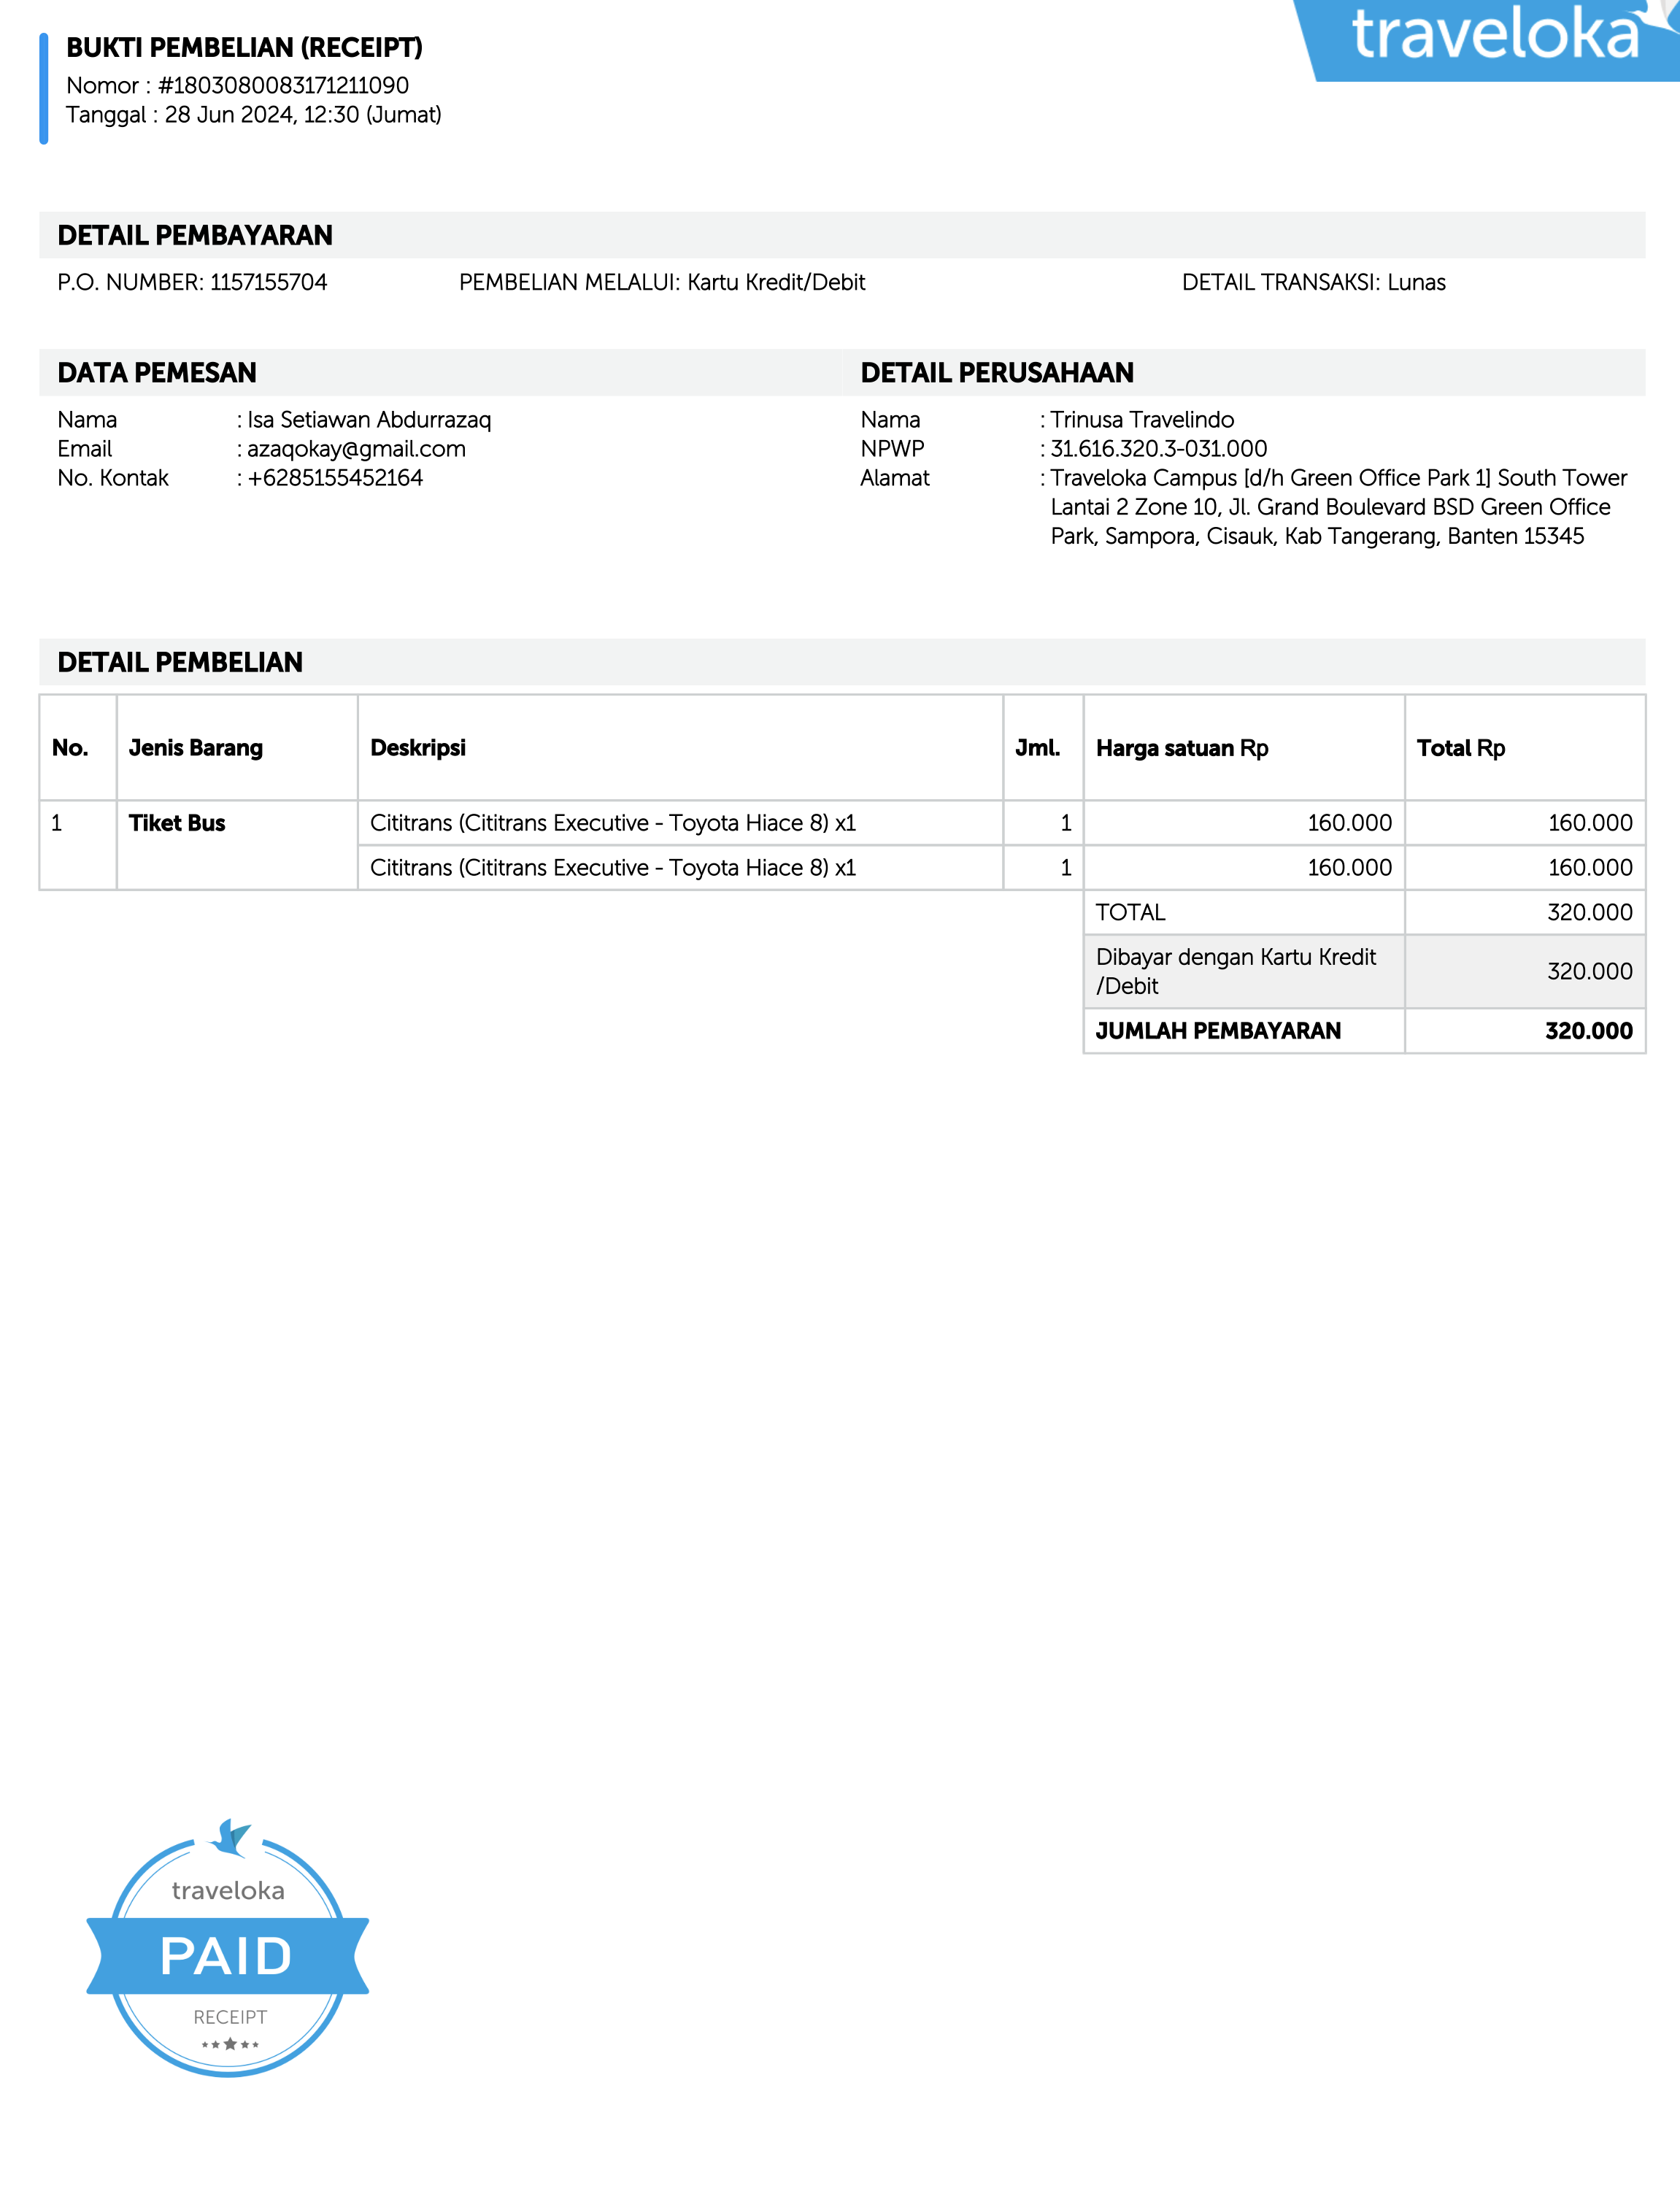 traveloka
BUKTI PEMBELIAN (RECEIPT)
Nomor : #1803080083171211090
Tanggal : 28 Jun 2024, 12:30 (Jumat)
DETAIL PEMBAYARAN
P.O. NUMBER: 1157155704 PEMBELIAN MELALUI: Kartu Kredit/Debit DETAIL TRANSAKSI: Lunas
DATA PEMESAN
Nama : Isa Setiawan Abdurrazaq
Email : azaqokay@gmail.com
No. Kontak : +6285155452164
DETAIL PERUSAHAAN
Nama : Trinusa Travelindo
NPWP : 31.616.320.3-031.000
Alamat : Traveloka Campus [d/h Green Office Park 1] South Tower
Lantai 2 Zone 10, Jl. Grand Boulevard BSD Green Office
Park, Sampora, Cisauk, Kab Tangerang, Banten 15345
DETAIL PEMBELIAN
No. Jenis Barang Deskripsi Jml. Harga satuan Rp Total Rp
1 Tiket Bus Cititrans (Cititrans Executive - Toyota Hiace 8) x1 1 160.000 160.000
Cititrans (Cititrans Executive - Toyota Hiace 8) x1 1 160.000 160.000
TOTAL 320.000
Dibayar dengan Kartu Kredit
/Debit 320.000
JUMLAH PEMBAYARAN 320.000
traveloka
PAID
RECEIPT